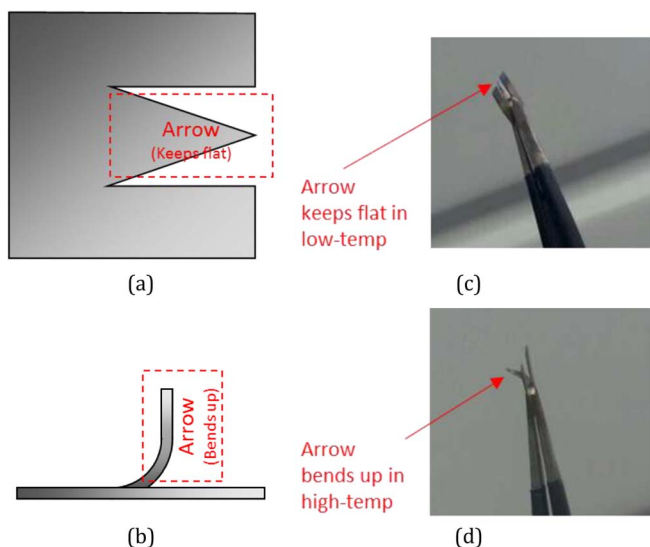 Arrow
(Keeps flat)
(a)
Arrow
keeps flat in
low-temp
(c)
Arrow
(Bends up)
(b)
Arrow
bends up in
high-temp
(d)